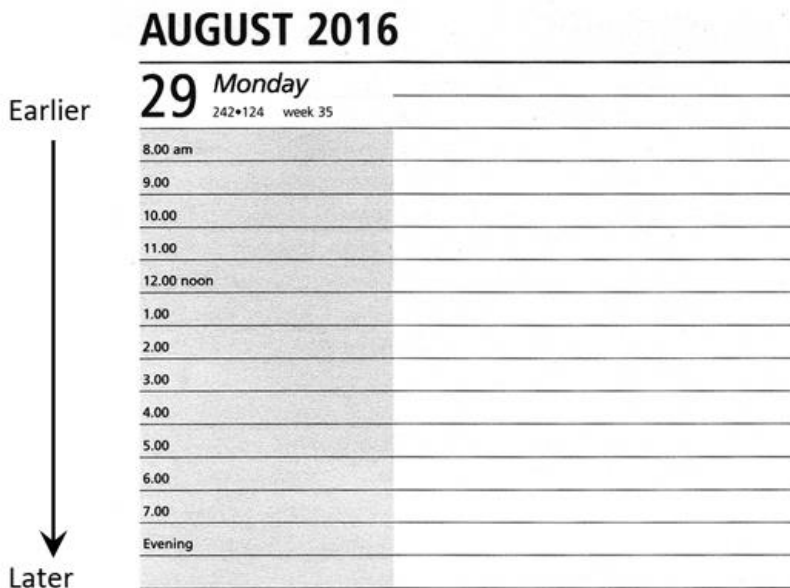 AUGUST 2016
29 Monday
242•124 week 35
Earlier
8.00 am
9.00
10.00
11.00
12.00 noon
1.00
2.00
3.00
4.00
5.00
6.00
7.00
Evening
Later